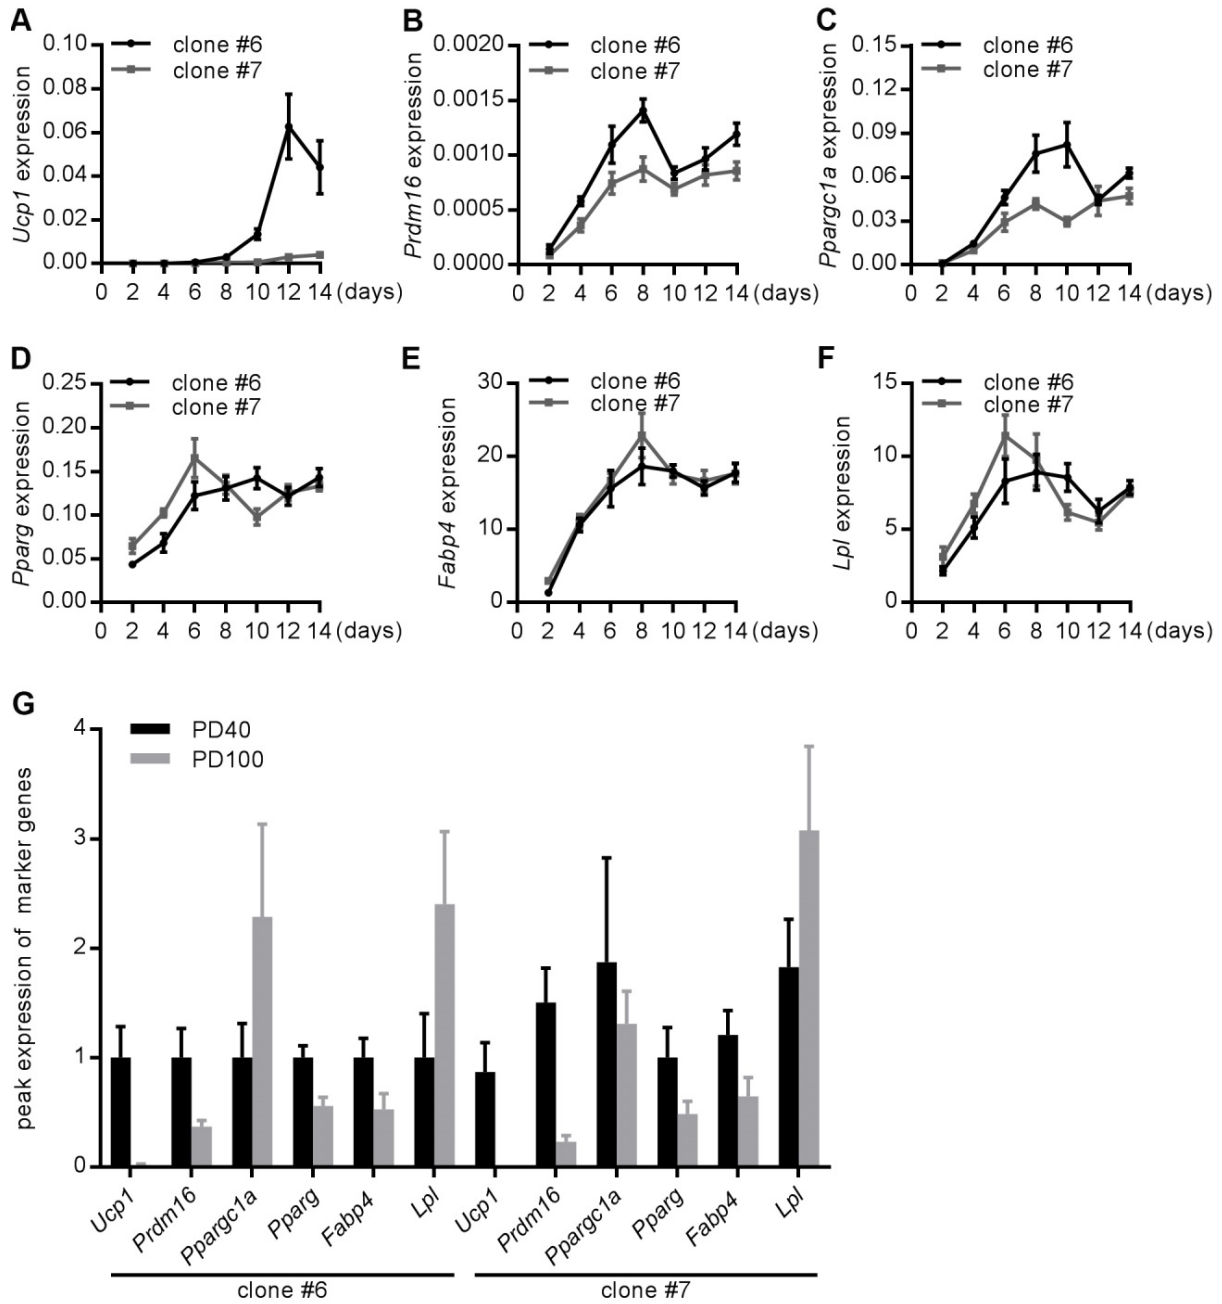 A
Ucp1 expression
clone #6
clone #7
0.10
0.08
0.06
0.04
0.02
0.00
0 2 4 6 8 10 12 14 (days)
B
Prdm16 expression
clone #6
clone #7
0.0020
0.0015
0.0010
0.0005
0.0000
0 2 4 6 8 10 12 14 (days)
C
Ppargc1a expression
clone #6
clone #7
0.15
0.12
0.09
0.06
0.03
0.00
0 2 4 6 8 10 12 14 (days)
D
Pparg expression
clone #6
clone #7
0.25
0.20
0.15
0.10
0.05
0.00
0 2 4 6 8 10 12 14 (days)
E
Fabp4 expression
clone #6
clone #7
30
20
10
0
0 2 4 6 8 10 12 14 (days)
F
Lpl expression
clone #6
clone #7
15
10
5
0
0 2 4 6 8 10 12 14 (days)
G
peak expression of marker genes
PD40
PD100
4
3
2
1
0
Ucp1 Prdm16 Ppargc1a Pparg Fabp4 Lpl Ucp1 Prdm16 Ppargc1a Pparg Fabp4 Lpl
clone #6 clone #7